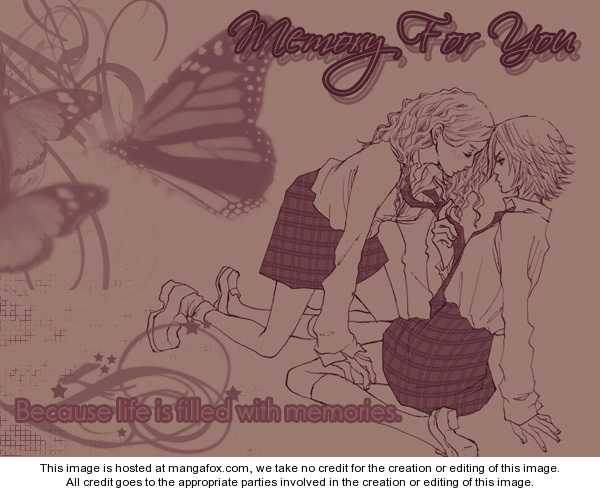 Memory For You
Because life is filled with memories.
This image is hosted at mangafox.com, we take no credit for the creation or editing of this image.
All credit goes to the appropriate parties involved in the creation or editing of this image.